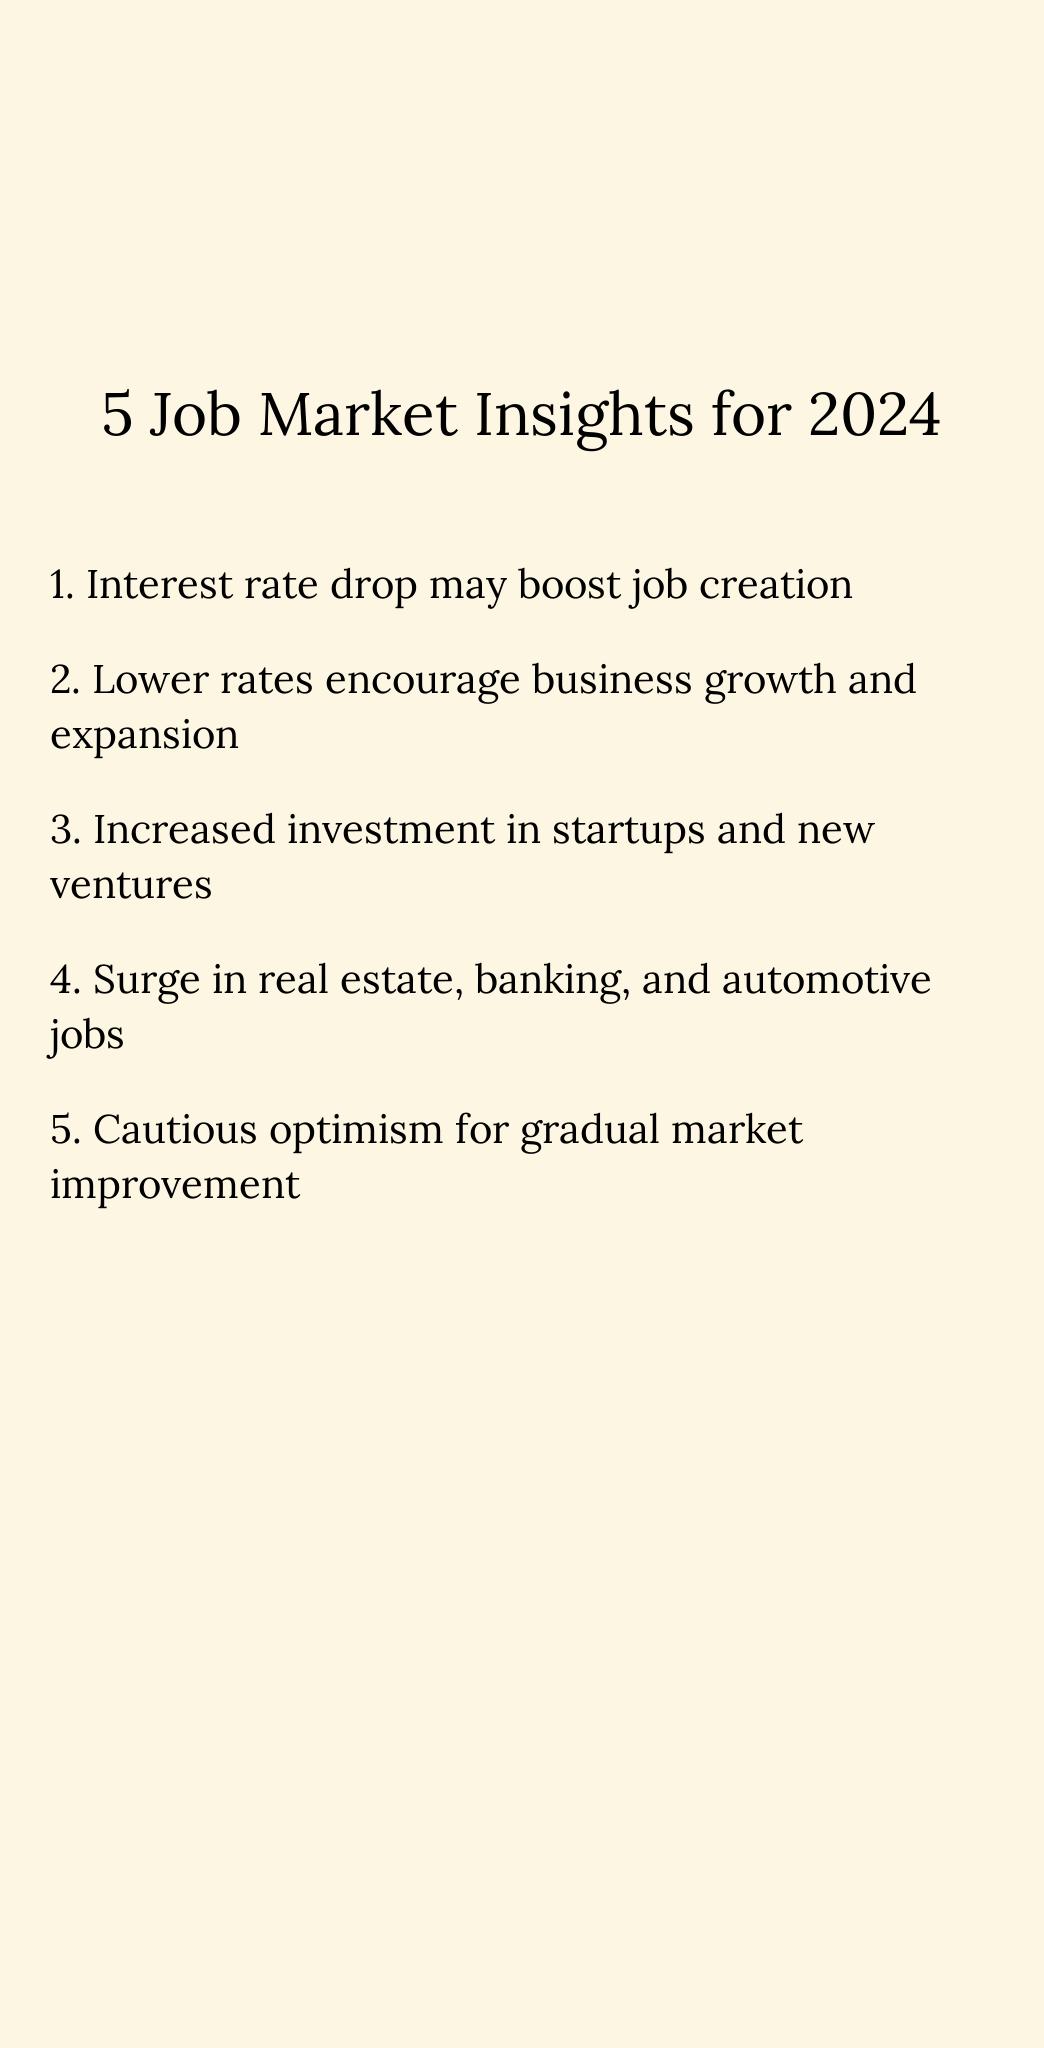 5 Job Market Insights for 2024
1. Interest rate drop may boost job creation
2. Lower rates encourage business growth and
expansion
3. Increased investment in startups and new
ventures
4. Surge in real estate, banking, and automotive
jobs
5. Cautious optimism for gradual market
improvement